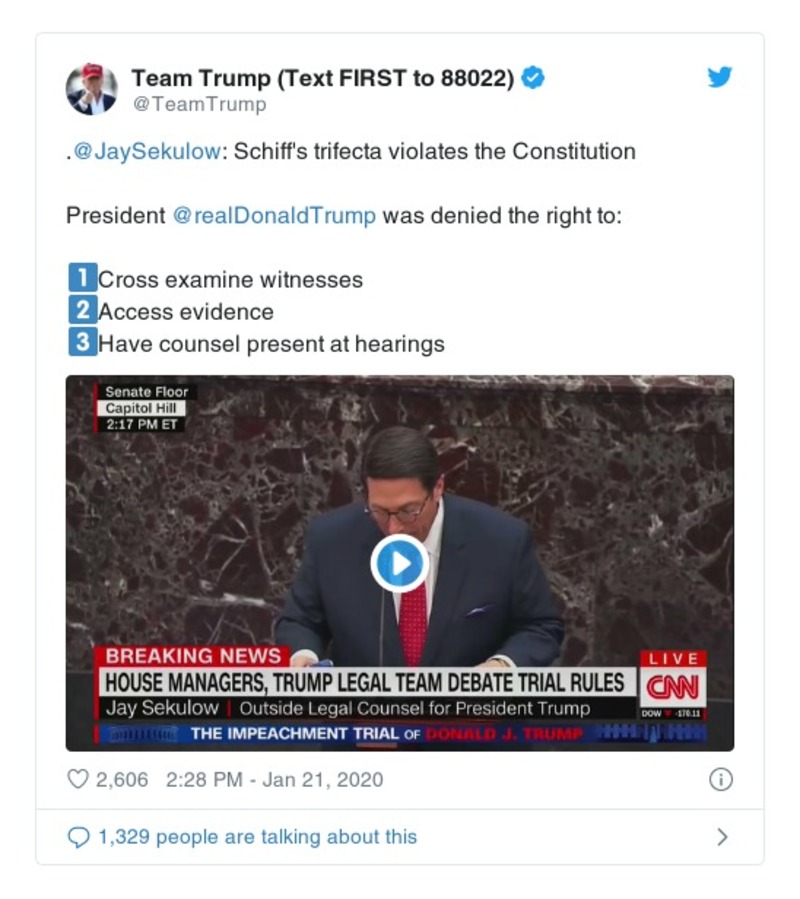 Team Trump (Text FIRST to 88022)
@TeamTrump
.@JaySekulow: Schiff's trifecta violates the Constitution
President @realDonaldTrump was denied the right to:
1 Cross examine witnesses
2 Access evidence
3 Have counsel present at hearings
Senate Floor
Capitol Hill
2:17 PM ET
BREAKING NEWS
HOUSE MANAGERS, TRUMP LEGAL TEAM DEBATE TRIAL RULES
Jay Sekulow | Outside Legal Counsel for President Trump
THE IMPEACHMENT TRIAL OF DONALD J. TRUMP
LIVE
CNN
DOW -170.11
2,606 2:28 PM - Jan 21, 2020
1,329 people are talking about this